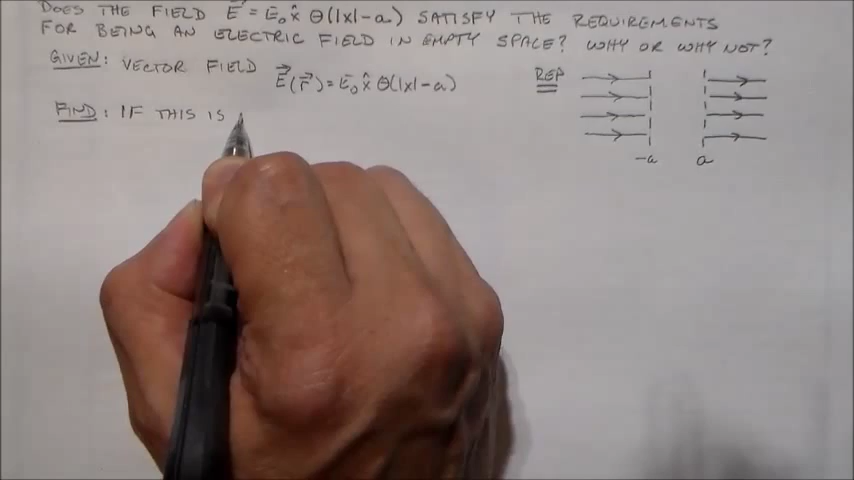 DOES THE FIELD E⃗ = E₀ x̂ Θ(|x|-a) SATISFY THE REQUIREMENTS
FOR BEING AN ELECTRIC FIELD IN EMPTY SPACE? WHY OR WHY NOT?
GIVEN: VECTOR FIELD E⃗(r⃗) = E₀ x̂ Θ(|x|-a)
REP
-a a
FIND: IF THIS IS